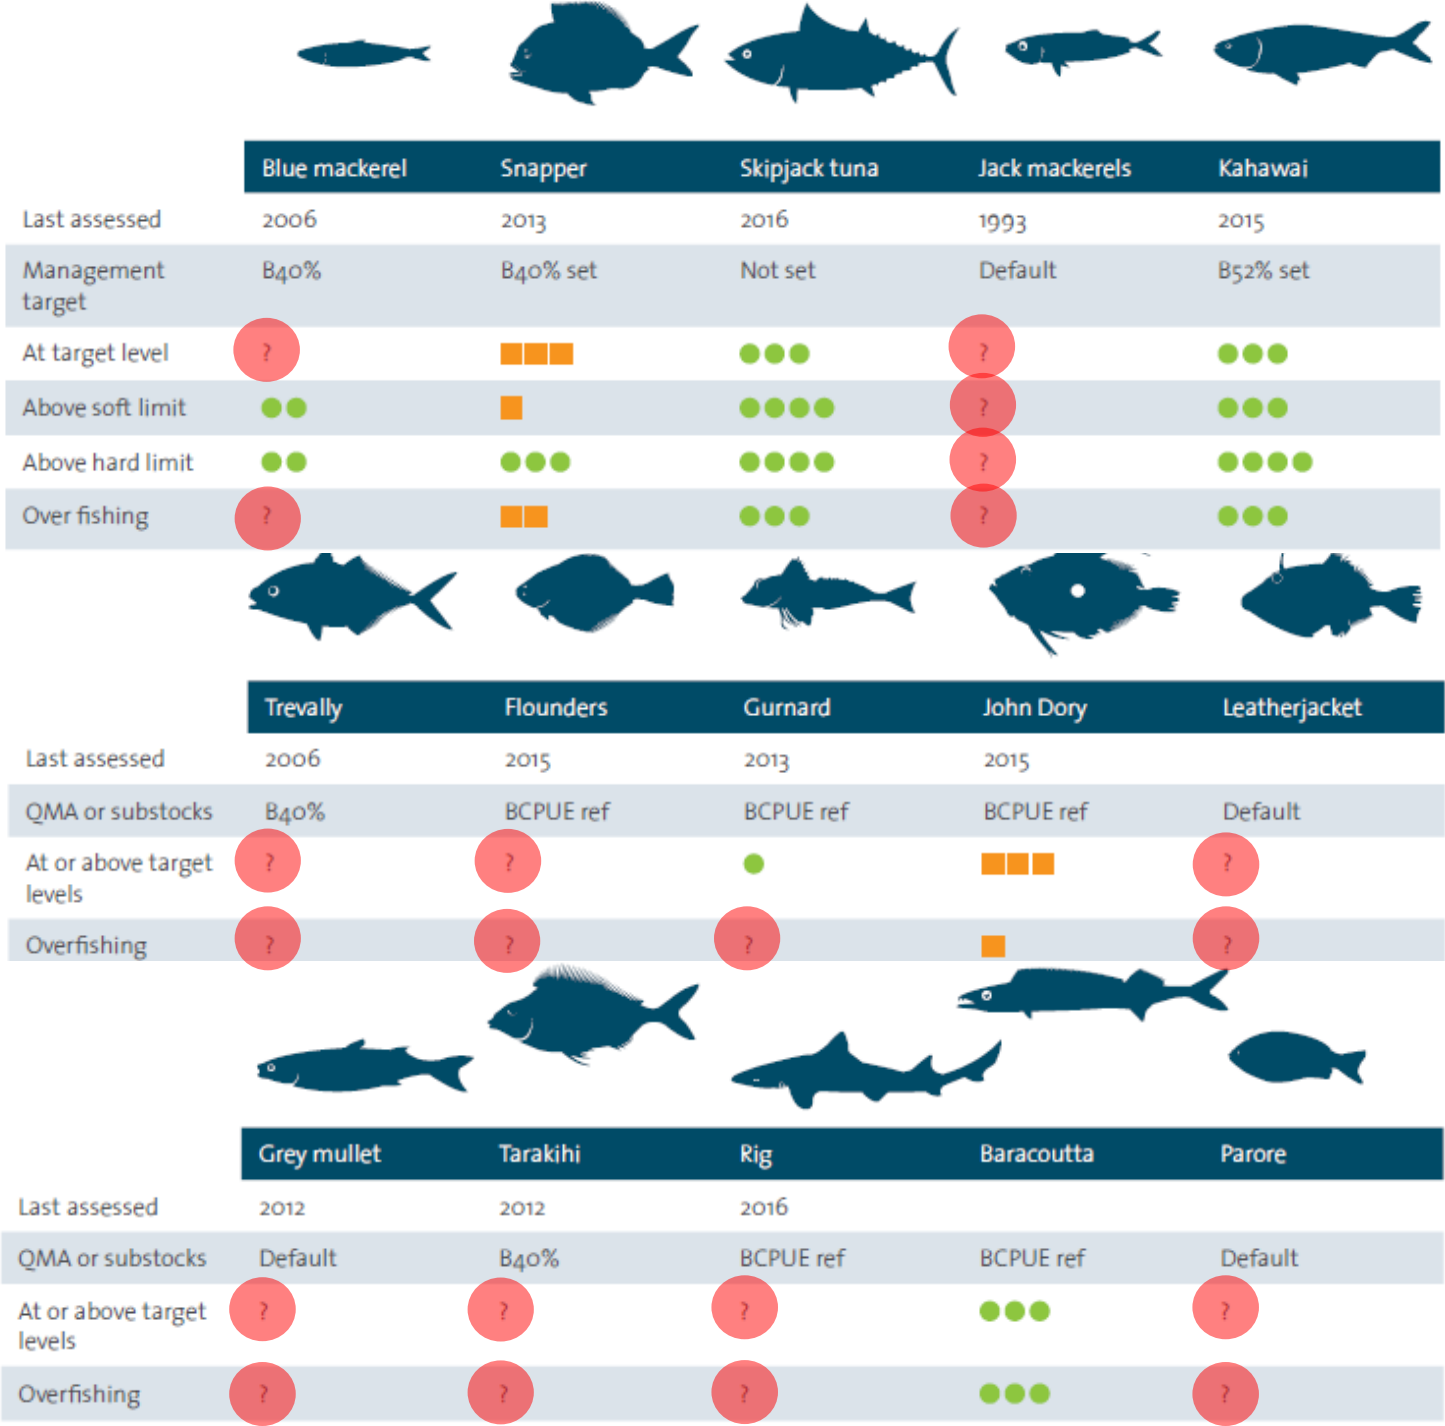 Blue mackerel Snapper Skipjack tuna Jack mackerels Kahawai
Last assessed 2006 2013 2016 1993 2015
Management B40% B40% set Not set Default B52% set
target
At target level ? ?
Above soft limit ?
Above hard limit ?
Over fishing ? ?
Trevally Flounders Gurnard John Dory Leatherjacket
Last assessed 2006 2015 2013 2015
QMA or substocks B40% BCPUE ref BCPUE ref BCPUE ref Default
At or above target ? ? ?
levels
Overfishing ? ? ? ?
Grey mullet Tarakihi Rig Baracoutta Parore
Last assessed 2012 2012 2016
QMA or substocks Default B40% BCPUE ref BCPUE ref Default
At or above target ? ? ? ?
levels
Overfishing ? ? ? ?